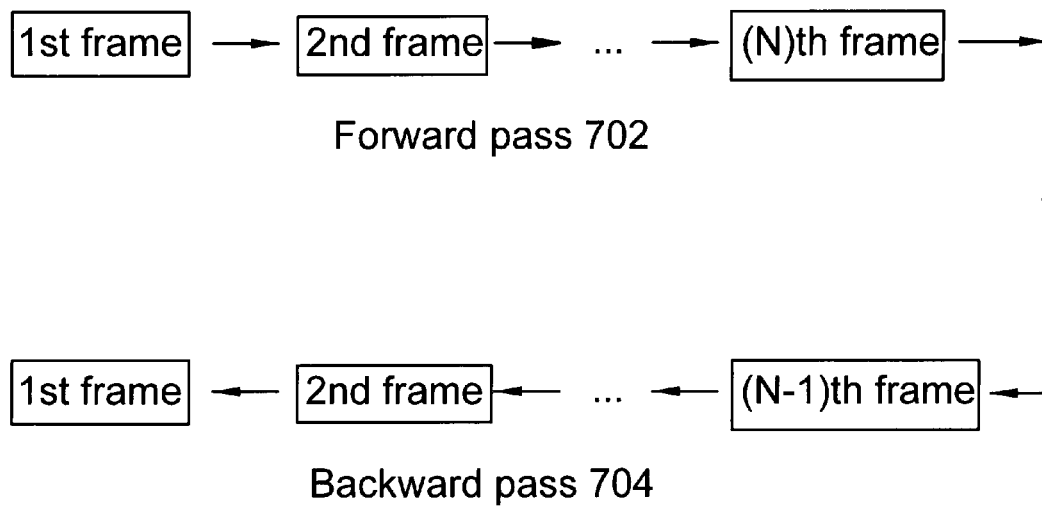 1st frame 2nd frame ... (N)th frame
Forward pass 702
1st frame 2nd frame ... (N-1)th frame
Backward pass 704